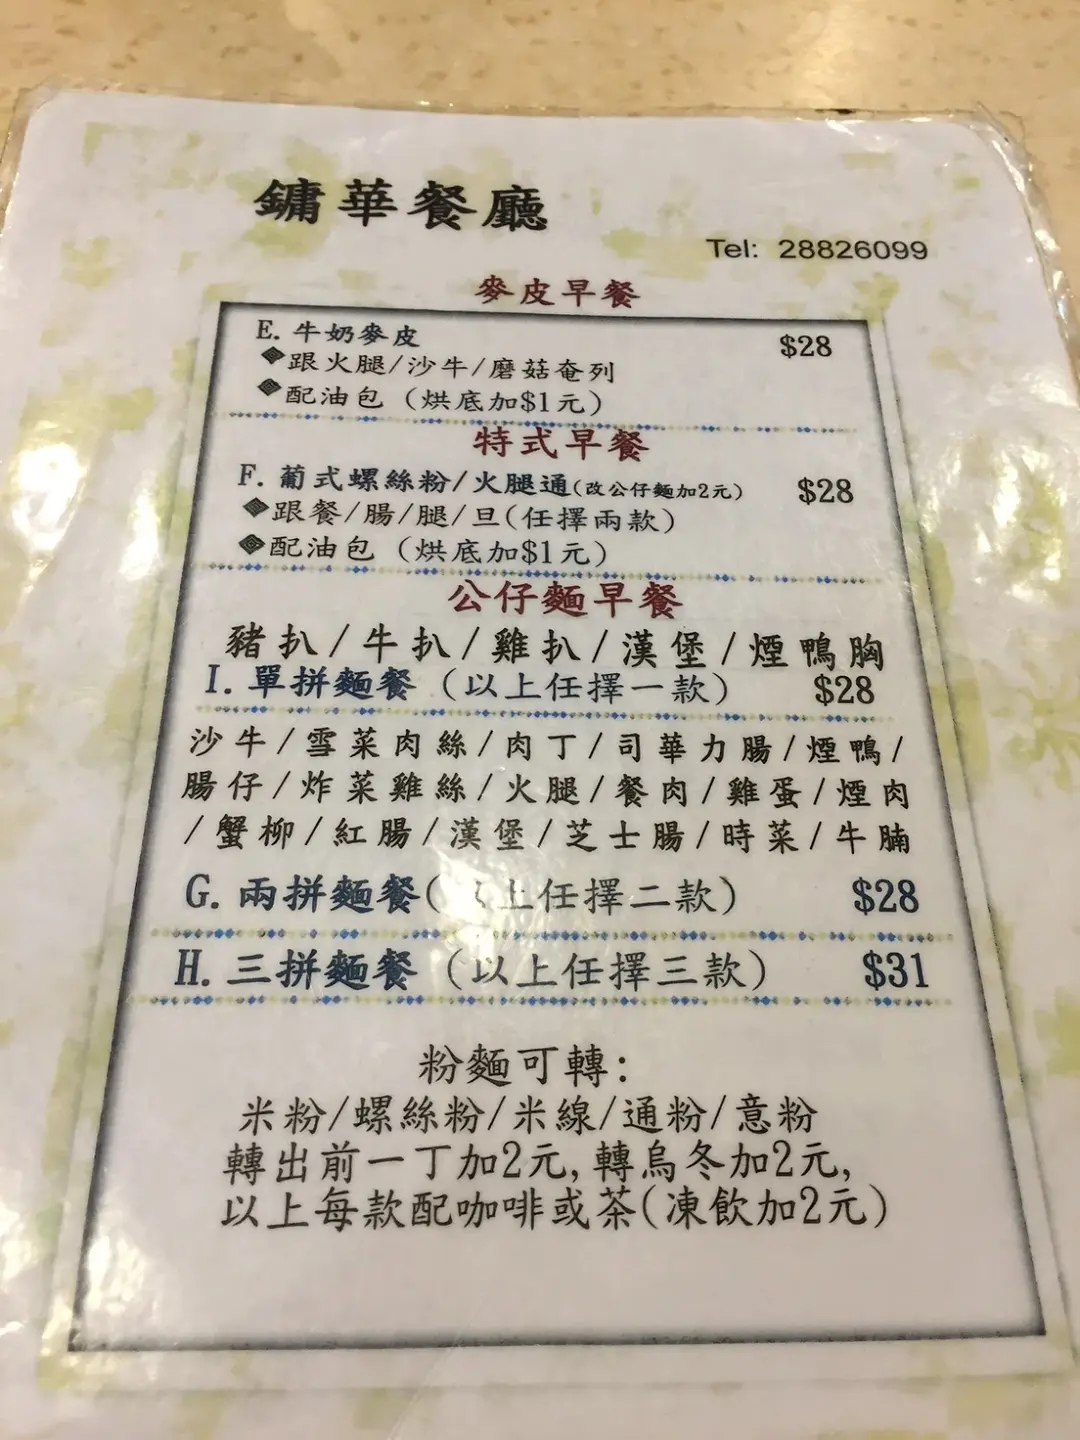 鏞華餐廳
Tel: 28826099
麥皮早餐
E. 牛奶麥皮 $28
◆跟火腿/沙牛/磨菇奄列
◆配油包 (烘底加$1元)
特式早餐
F. 葡式螺絲粉/火腿通(改公仔麵加2元) $28
◆跟餐/腸/腿/旦(任擇兩款)
◆配油包 (烘底加$1元)
公仔麵早餐
豬扒/牛扒/雞扒/漢堡/煙鴨胸
I. 單拼麵餐 (以上任擇一款) $28
沙牛/雪菜肉絲/肉丁/司華力腸/煙鴨/
腸仔/炸菜雞絲/火腿/餐肉/雞蛋/煙肉
/蟹柳/紅腸/漢堡/芝士腸/時菜/牛腩
G. 兩拼麵餐(以上任擇二款) $28
H. 三拼麵餐 (以上任擇三款) $31
粉麵可轉:
米粉/螺絲粉/米線/通粉/意粉
轉出前一丁加2元, 轉烏冬加2元,
以上每款配咖啡或茶(凍飲加2元)